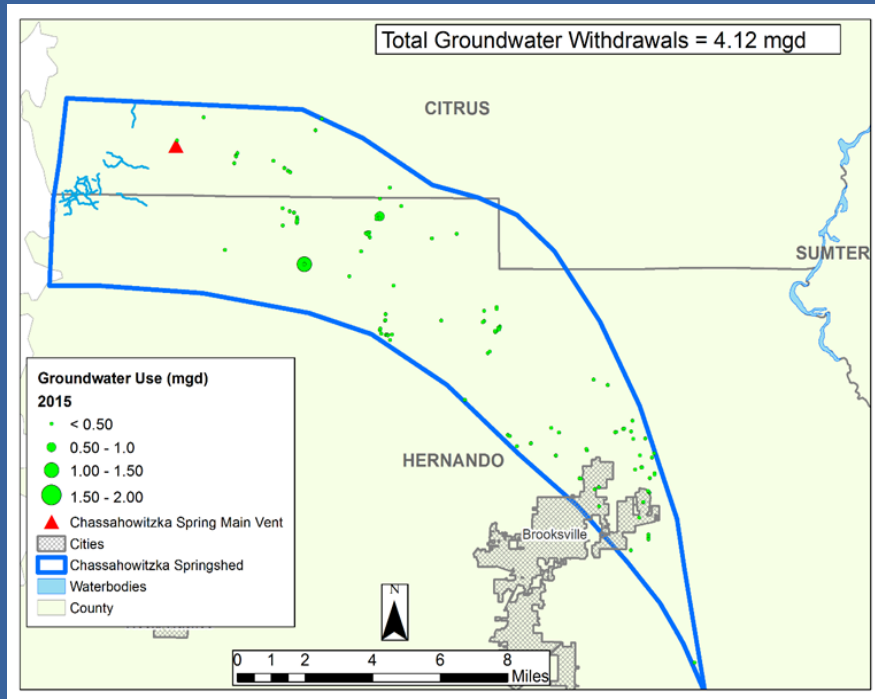 Total Groundwater Withdrawals = 4.12 mgd
CITRUS
SUMTER
HERNANDO
Brooksville
Groundwater Use (mgd)
2015
< 0.50
0.50 - 1.0
1.00 - 1.50
1.50 - 2.00
Chassahowitzka Spring Main Vent
Cities
Chassahowitzka Springshed
Waterbodies
County
N
0 1 2 4 6 8
Miles